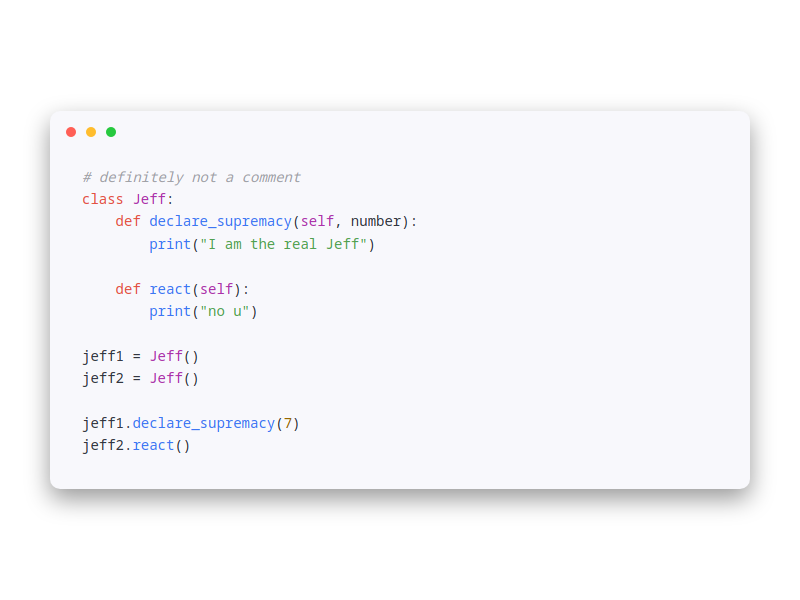 # definitely not a comment
class Jeff:
    def declare_supremacy(self, number):
        print("I am the real Jeff")

    def react(self):
        print("no u")

jeff1 = Jeff()
jeff2 = Jeff()

jeff1.declare_supremacy(7)
jeff2.react()